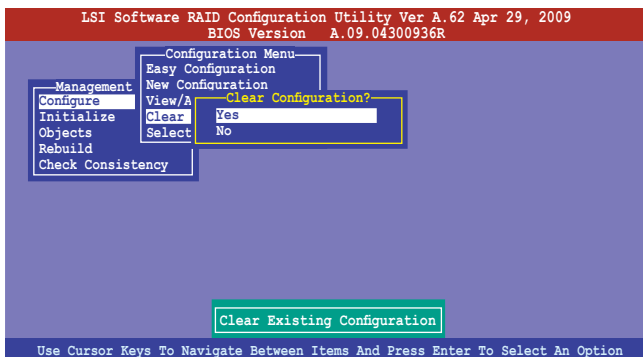 LSI Software RAID Configuration Utility Ver A.62 Apr 29, 2009
BIOS Version A.09.04300936R
Configuration Menu
Easy Configuration
New Configuration
View/A
Clear
Select
Management
Configure
Initialize
Objects
Rebuild
Check Consistency
Clear Configuration?
Yes
No
Clear Existing Configuration
Use Cursor Keys To Navigate Between Items And Press Enter To Select An Option